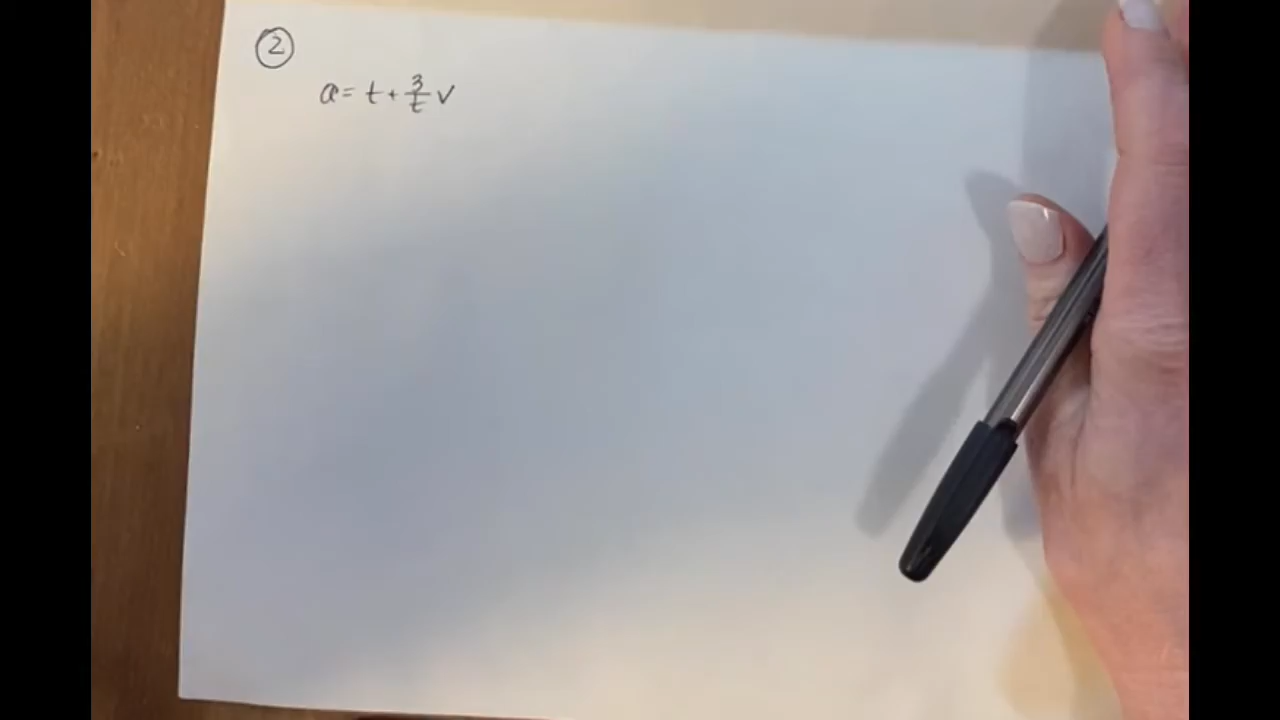 ②
a = t + 3/t v